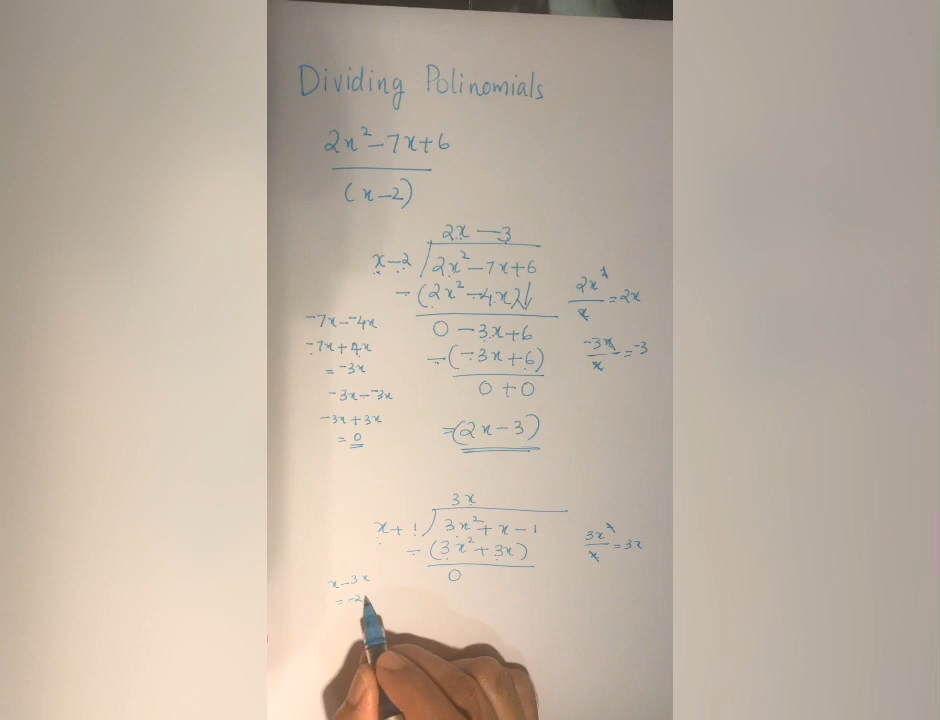 Dividing Polinomials
2x² - 7x + 6
(x - 2)
2x - 3
x - 2 ) 2x² - 7x + 6
- (2x² - 4x) ↓
2x²/x = 2x
-7x - -4x
0 - 3x + 6
-7x + 4x
- (-3x + 6)
-3x/x = -3
= -3x
0 + 0
-3x - -3x
-3x + 3x
= (2x - 3)
= 0
3x
x + 1 ) 3x² + x - 1
- (3x² + 3x)
3x²/x = 3x
0
x - 3x
= -2